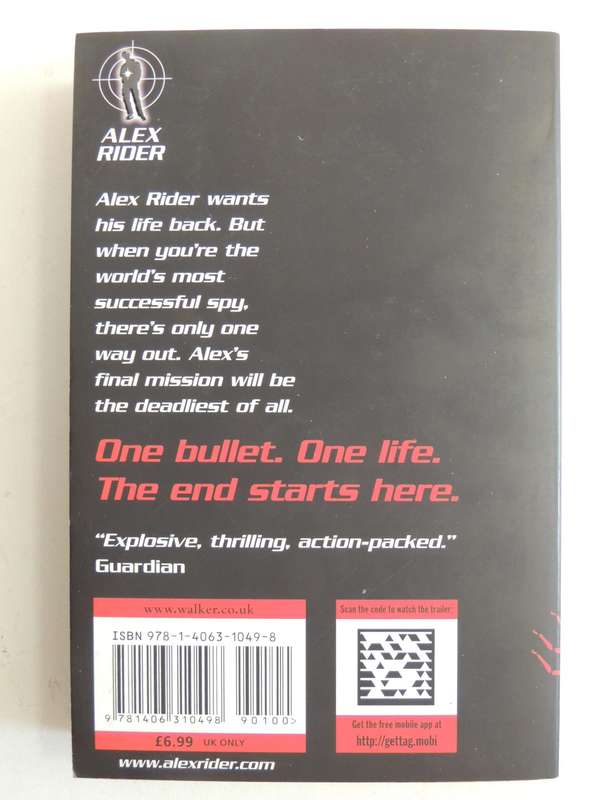 ALEX
RIDER
Alex Rider wants
his life back. But
when you're the
world's most
successful spy,
there's only one
way out. Alex's
final mission will be
the deadliest of all.
One bullet. One life.
The end starts here.
“Explosive, thrilling, action-packed.”
Guardian
www.walker.co.uk
ISBN 978-1-4063-1049-8
9 781406 310498 90100>
£6.99 UK ONLY
www.alexrider.com
Scan the code to watch the trailer:
Get the free mobile app at
http://gettag.mobi